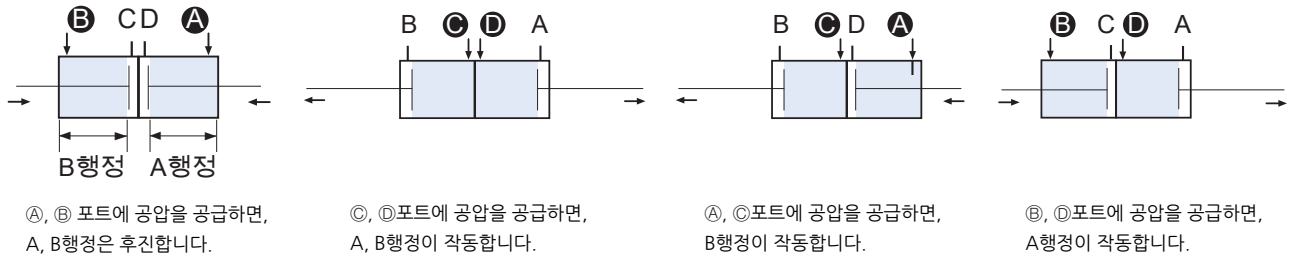 B C D A
B C D A
B C D A
B C D A
B행정 A행정
Ⓐ, Ⓑ 포트에 공압을 공급하면,
A, B행정은 후진합니다.
Ⓒ, Ⓓ포트에 공압을 공급하면,
A, B행정이 작동합니다.
Ⓐ, Ⓒ포트에 공압을 공급하면,
B행정이 작동합니다.
Ⓑ, Ⓓ포트에 공압을 공급하면,
A행정이 작동합니다.